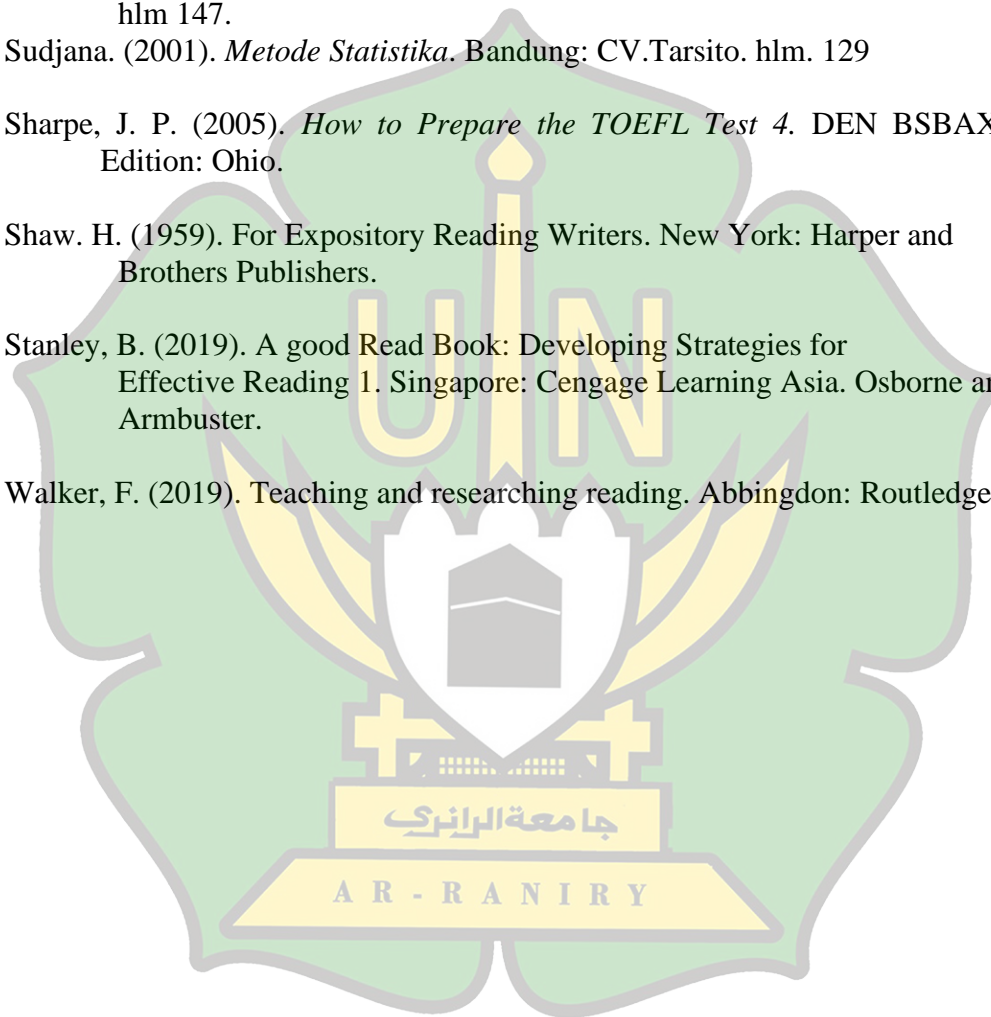 hlm 147.
Sudjana. (2001). Metode Statistika. Bandung: CV.Tarsito. hlm. 129
Sharpe, J. P. (2005). How to Prepare the TOEFL Test 4. DEN BSBAX
Edition: Ohio.
Shaw. H. (1959). For Expository Reading Writers. New York: Harper and
Brothers Publishers.
Stanley, B. (2019). A good Read Book: Developing Strategies for
Effective Reading 1. Singapore: Cengage Learning Asia. Osborne
Armbuster.
Walker, F. (2019). Teaching and researching reading. Abbingdon: Routledge
UIN
جامعة الرانري
AR-RANIRY